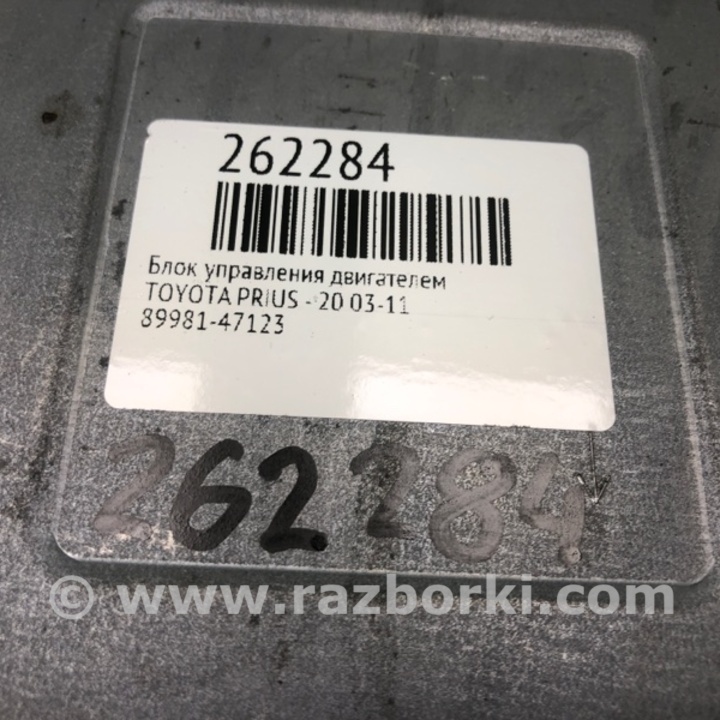 262284
Блок управления двигателем
TOYOTA PRIUS - 20 03-11
89981-47123
262284
© www.razborki.com